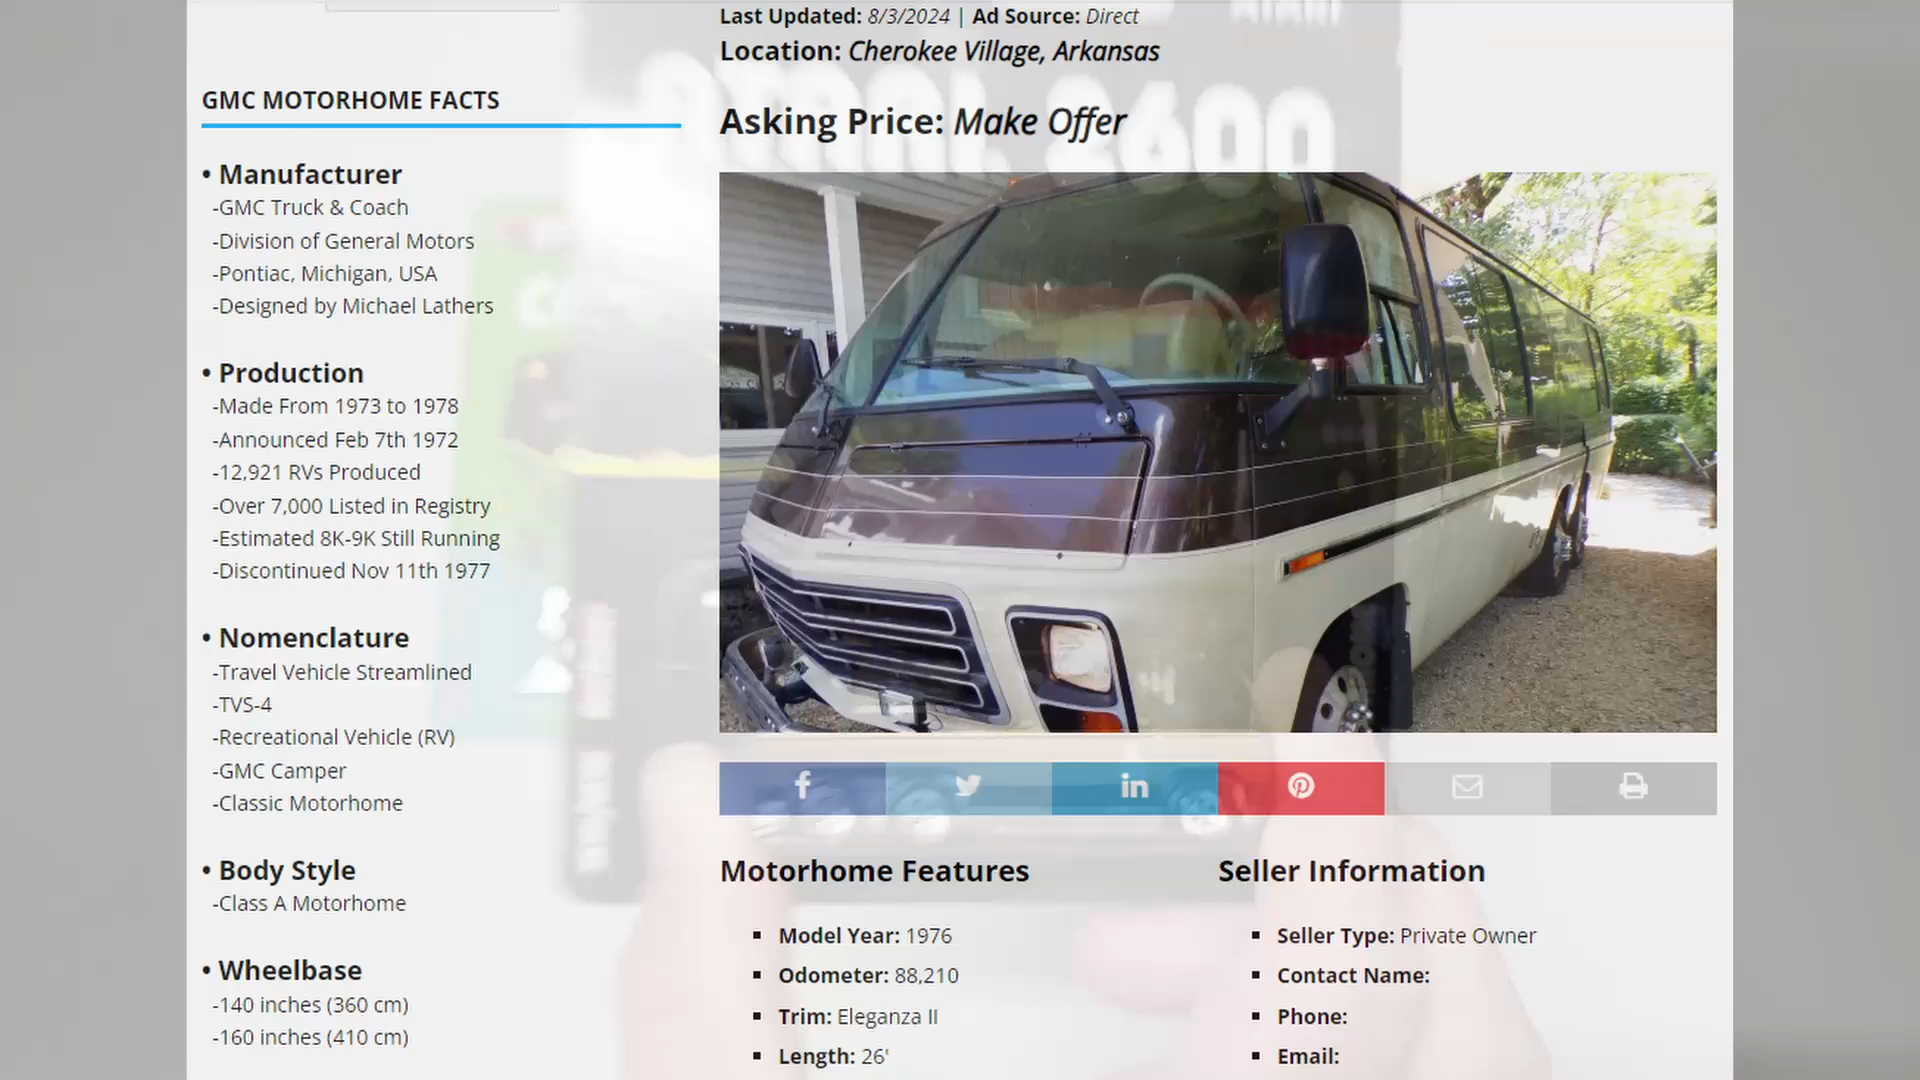 Last Updated: 8/3/2024 | Ad Source: Direct
Location: Cherokee Village, Arkansas
Asking Price: Make Offer
ATARI 2600
GMC MOTORHOME FACTS
• Manufacturer
-GMC Truck & Coach
-Division of General Motors
-Pontiac, Michigan, USA
-Designed by Michael Lathers
• Production
-Made From 1973 to 1978
-Announced Feb 7th 1972
-12,921 RVs Produced
-Over 7,000 Listed in Registry
-Estimated 8K-9K Still Running
-Discontinued Nov 11th 1977
• Nomenclature
-Travel Vehicle Streamlined
-TVS-4
-Recreational Vehicle (RV)
-GMC Camper
-Classic Motorhome
• Body Style
-Class A Motorhome
• Wheelbase
-140 inches (360 cm)
-160 inches (410 cm)
Motorhome Features
▪ Model Year: 1976
▪ Odometer: 88,210
▪ Trim: Eleganza II
▪ Length: 26'
Seller Information
▪ Seller Type: Private Owner
▪ Contact Name:
▪ Phone:
▪ Email: